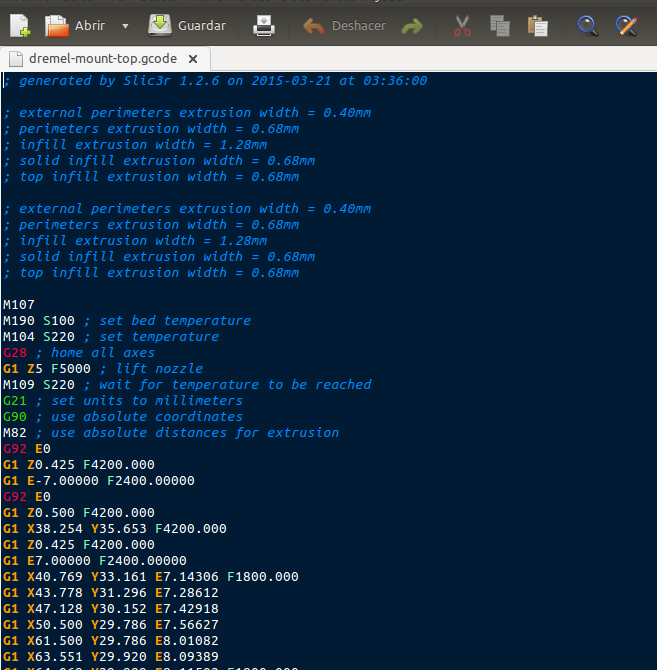 Abrir Guardar Deshacer
dremel-mount-top.gcode
; generated by Slic3r 1.2.6 on 2015-03-21 at 03:36:00
; external perimeters extrusion width = 0.40mm
; perimeters extrusion width = 0.68mm
; infill extrusion width = 1.28mm
; solid infill extrusion width = 0.68mm
; top infill extrusion width = 0.68mm
; external perimeters extrusion width = 0.40mm
; perimeters extrusion width = 0.68mm
; infill extrusion width = 1.28mm
; solid infill extrusion width = 0.68mm
; top infill extrusion width = 0.68mm
M107
M190 S100 ; set bed temperature
M104 S220 ; set temperature
G28 ; home all axes
G1 Z5 F5000 ; lift nozzle
M109 S220 ; wait for temperature to be reached
G21 ; set units to millimeters
G90 ; use absolute coordinates
M82 ; use absolute distances for extrusion
G92 E0
G1 Z0.425 F4200.000
G1 E-7.00000 F2400.00000
G92 E0
G1 Z0.500 F4200.000
G1 X38.254 Y35.653 F4200.000
G1 Z0.425 F4200.000
G1 E7.00000 F2400.00000
G1 X40.769 Y33.161 E7.14306 F1800.000
G1 X43.778 Y31.296 E7.28612
G1 X47.128 Y30.152 E7.42918
G1 X50.500 Y29.786 E7.56627
G1 X61.500 Y29.786 E8.01082
G1 X63.551 Y29.920 E8.09389